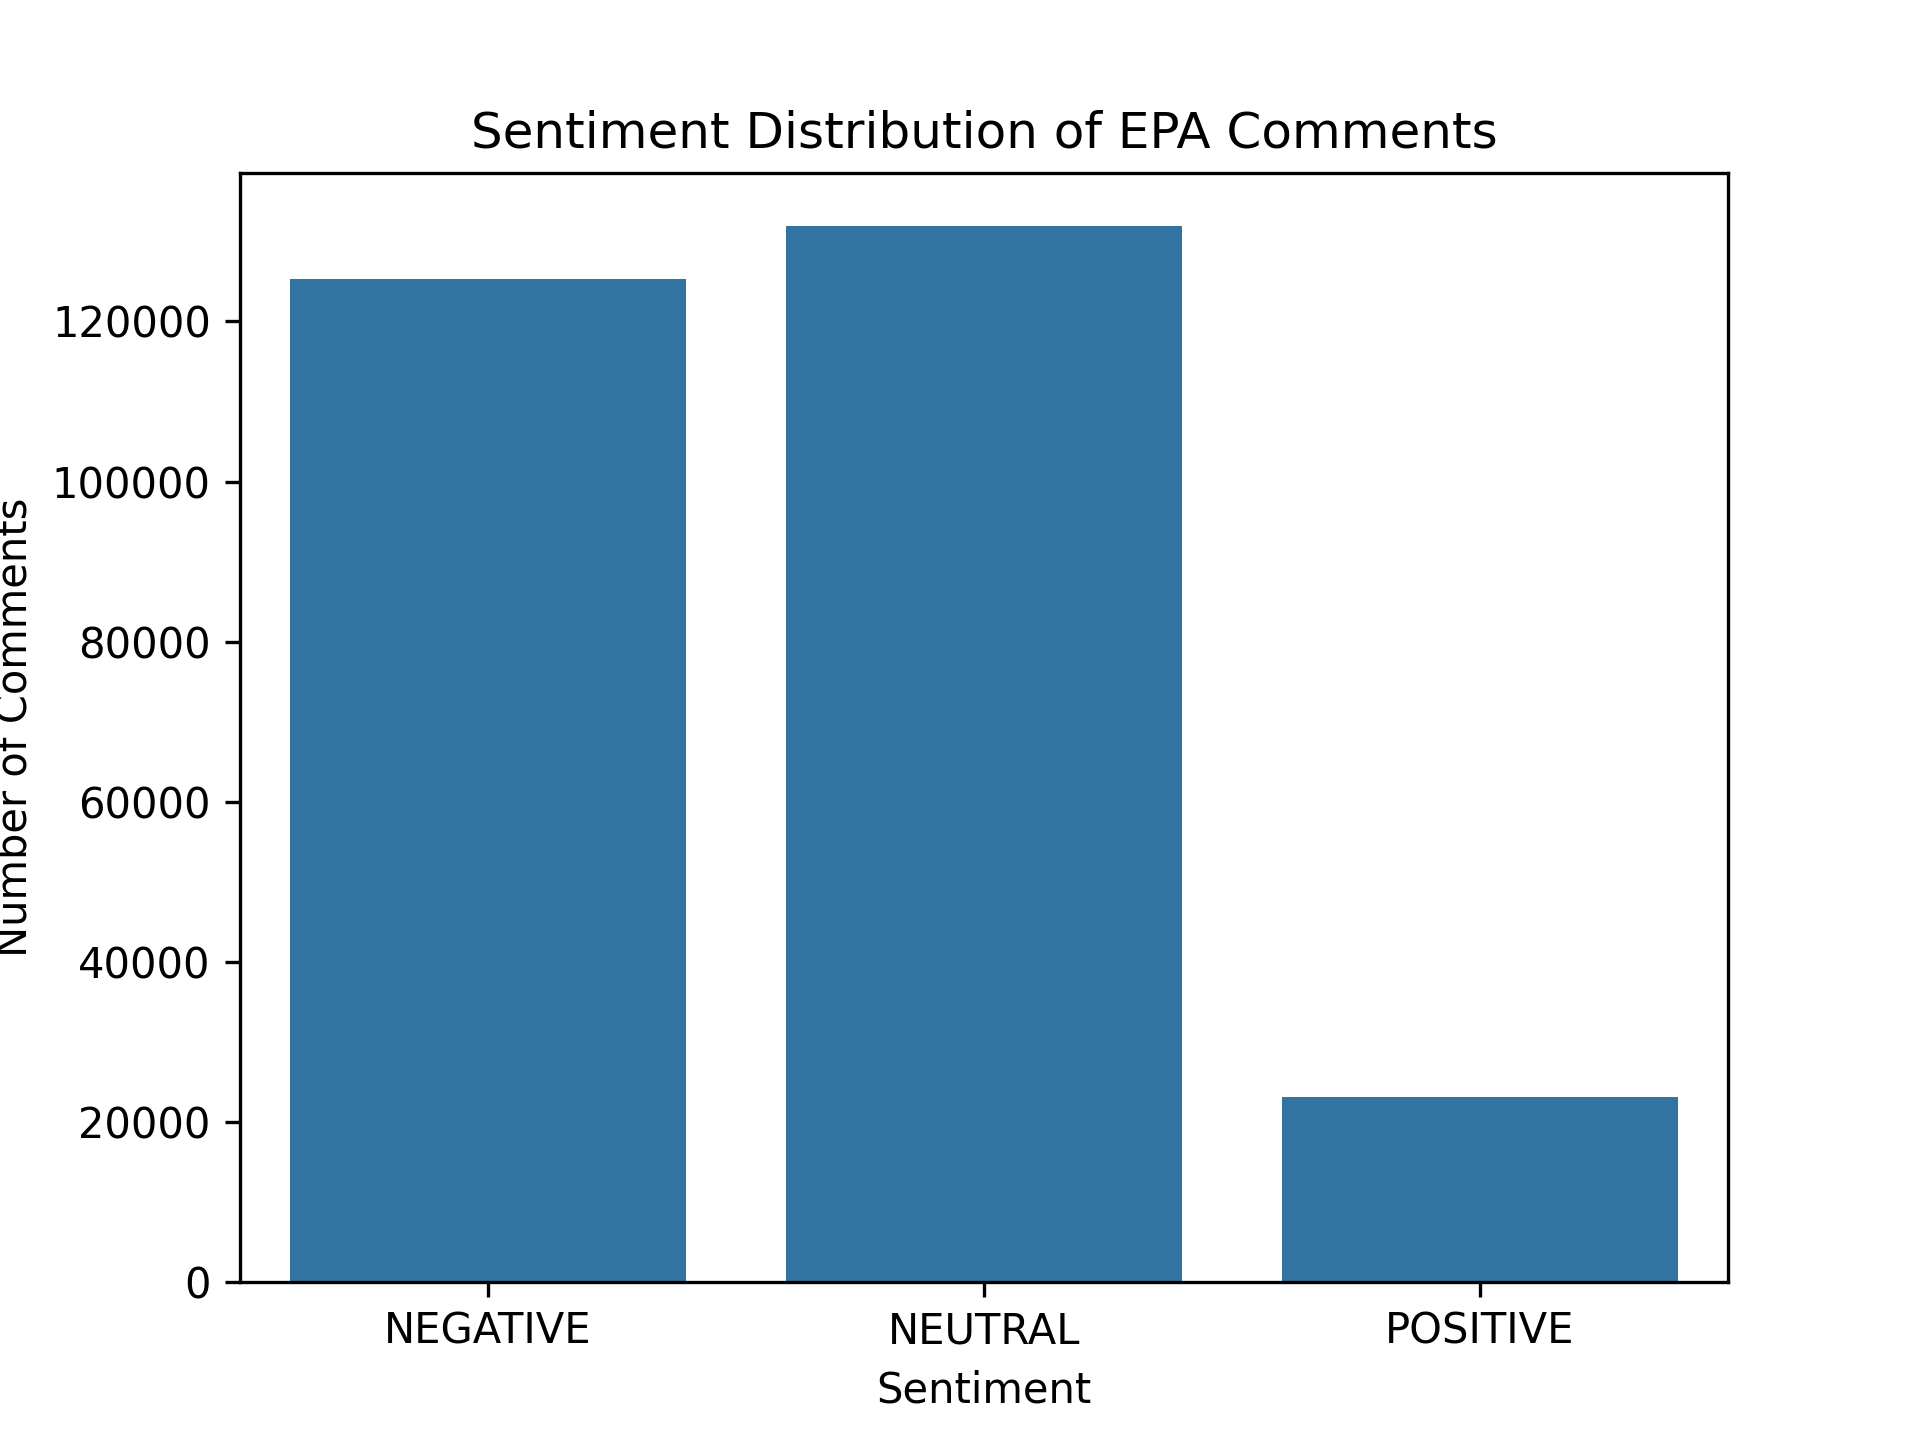 Sentiment Distribution of EPA Comments
Number of Comments
120000
100000
80000
60000
40000
20000
0
NEGATIVE
NEUTRAL
POSITIVE
Sentiment